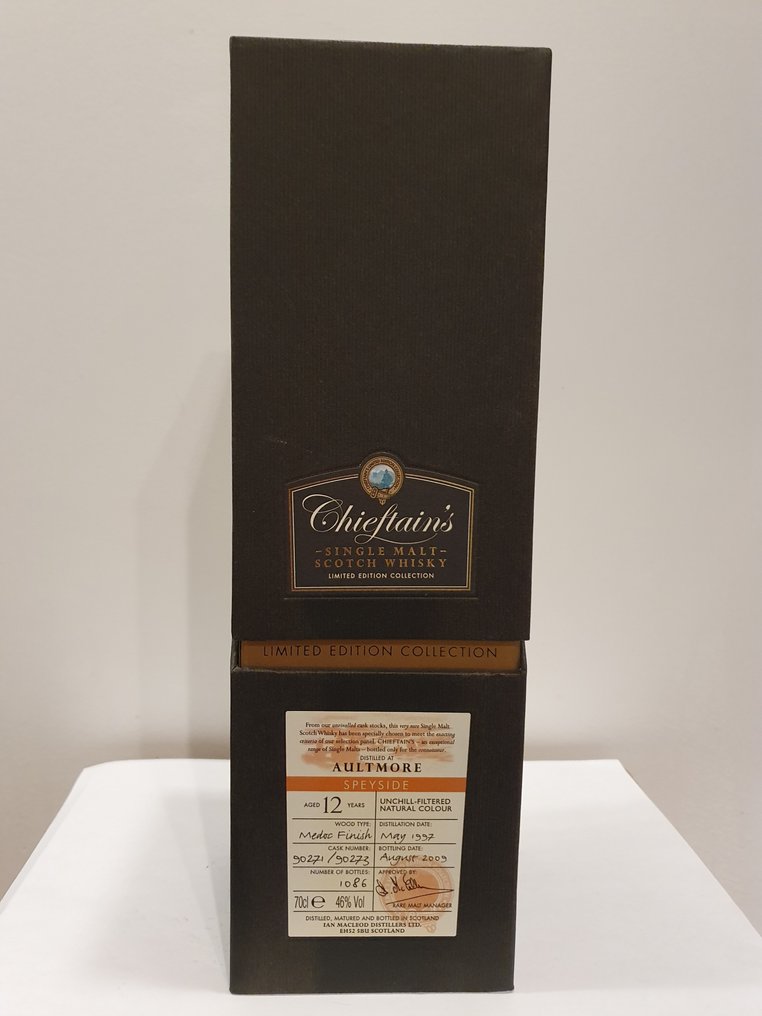 Chieftain's
-SINGLE MALT-
SCOTCH WHISKY
LIMITED EDITION COLLECTION
LIMITED EDITION COLLECTION
From our unrivalled cask stocks, this very rare Single Malt
Scotch Whisky has been specially chosen to meet the exacting
criteria of our selection panel. CHIEFTAIN'S – an exceptional
range of Single Malts – bottled only for the connoisseur.
DISTILLED AT
AULTMORE
SPEYSIDE
AGED 12 YEARS
UNCHILL-FILTERED
NATURAL COLOUR
WOOD TYPE:
Medoc Finish
DISTILLATION DATE:
May 1997
CASK NUMBER:
90271/90273
BOTTLING DATE:
August 2009
NUMBER OF BOTTLES:
1086
APPROVED BY:
70cl e 46% Vol
RARE MALT MANAGER
DISTILLED, MATURED AND BOTTLED IN SCOTLAND
IAN MACLEOD DISTILLERS LTD.
EH52 5BU SCOTLAND